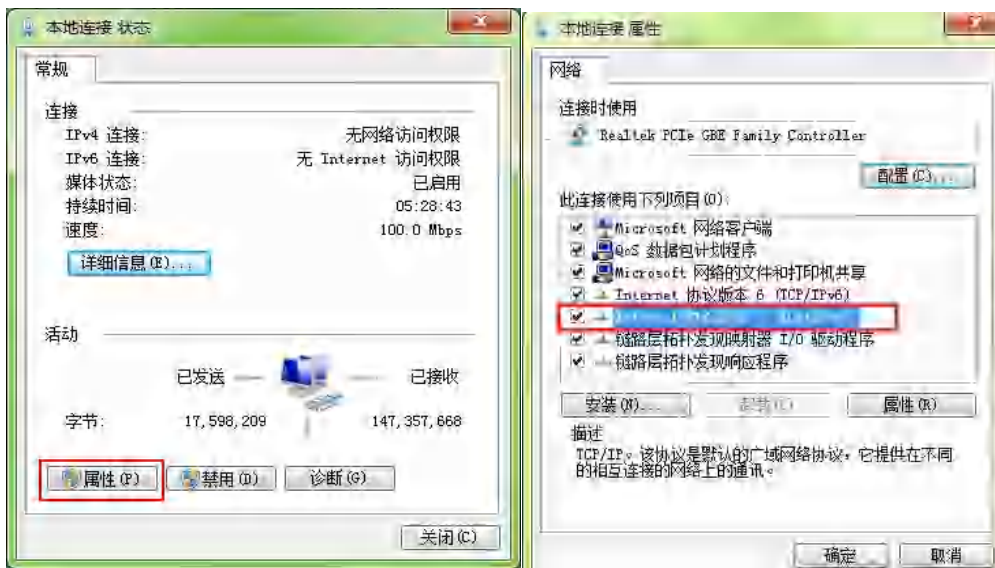 本地连接 状态
常规
连接
IPv4 连接: 无网络访问权限
IPv6 连接: 无 Internet 访问权限
媒体状态: 已启用
持续时间: 05:28:43
速度: 100.0 Mbps
详细信息(E)...
活动
已发送 — — 已接收
字节: 17,598,209 147,357,668
属性(P) 禁用(D) 诊断(G)
关闭(C)
本地连接 属性
网络
连接时使用
Realtek PCIe GBE Family Controller
配置(C)...
此连接使用下列项目(O):
Microsoft 网络客户端
QoS 数据包计划程序
Microsoft 网络的文件和打印机共享
Internet 协议版本 6 (TCP/IPv6)
链路层拓扑发现映射器 I/O 驱动程序
链路层拓扑发现响应程序
安装(N)... 属性(R)
描述
TCP/IP。该协议是默认的广域网络协议，它提供在不同
的相互连接的网络上的通讯。
确定 取消